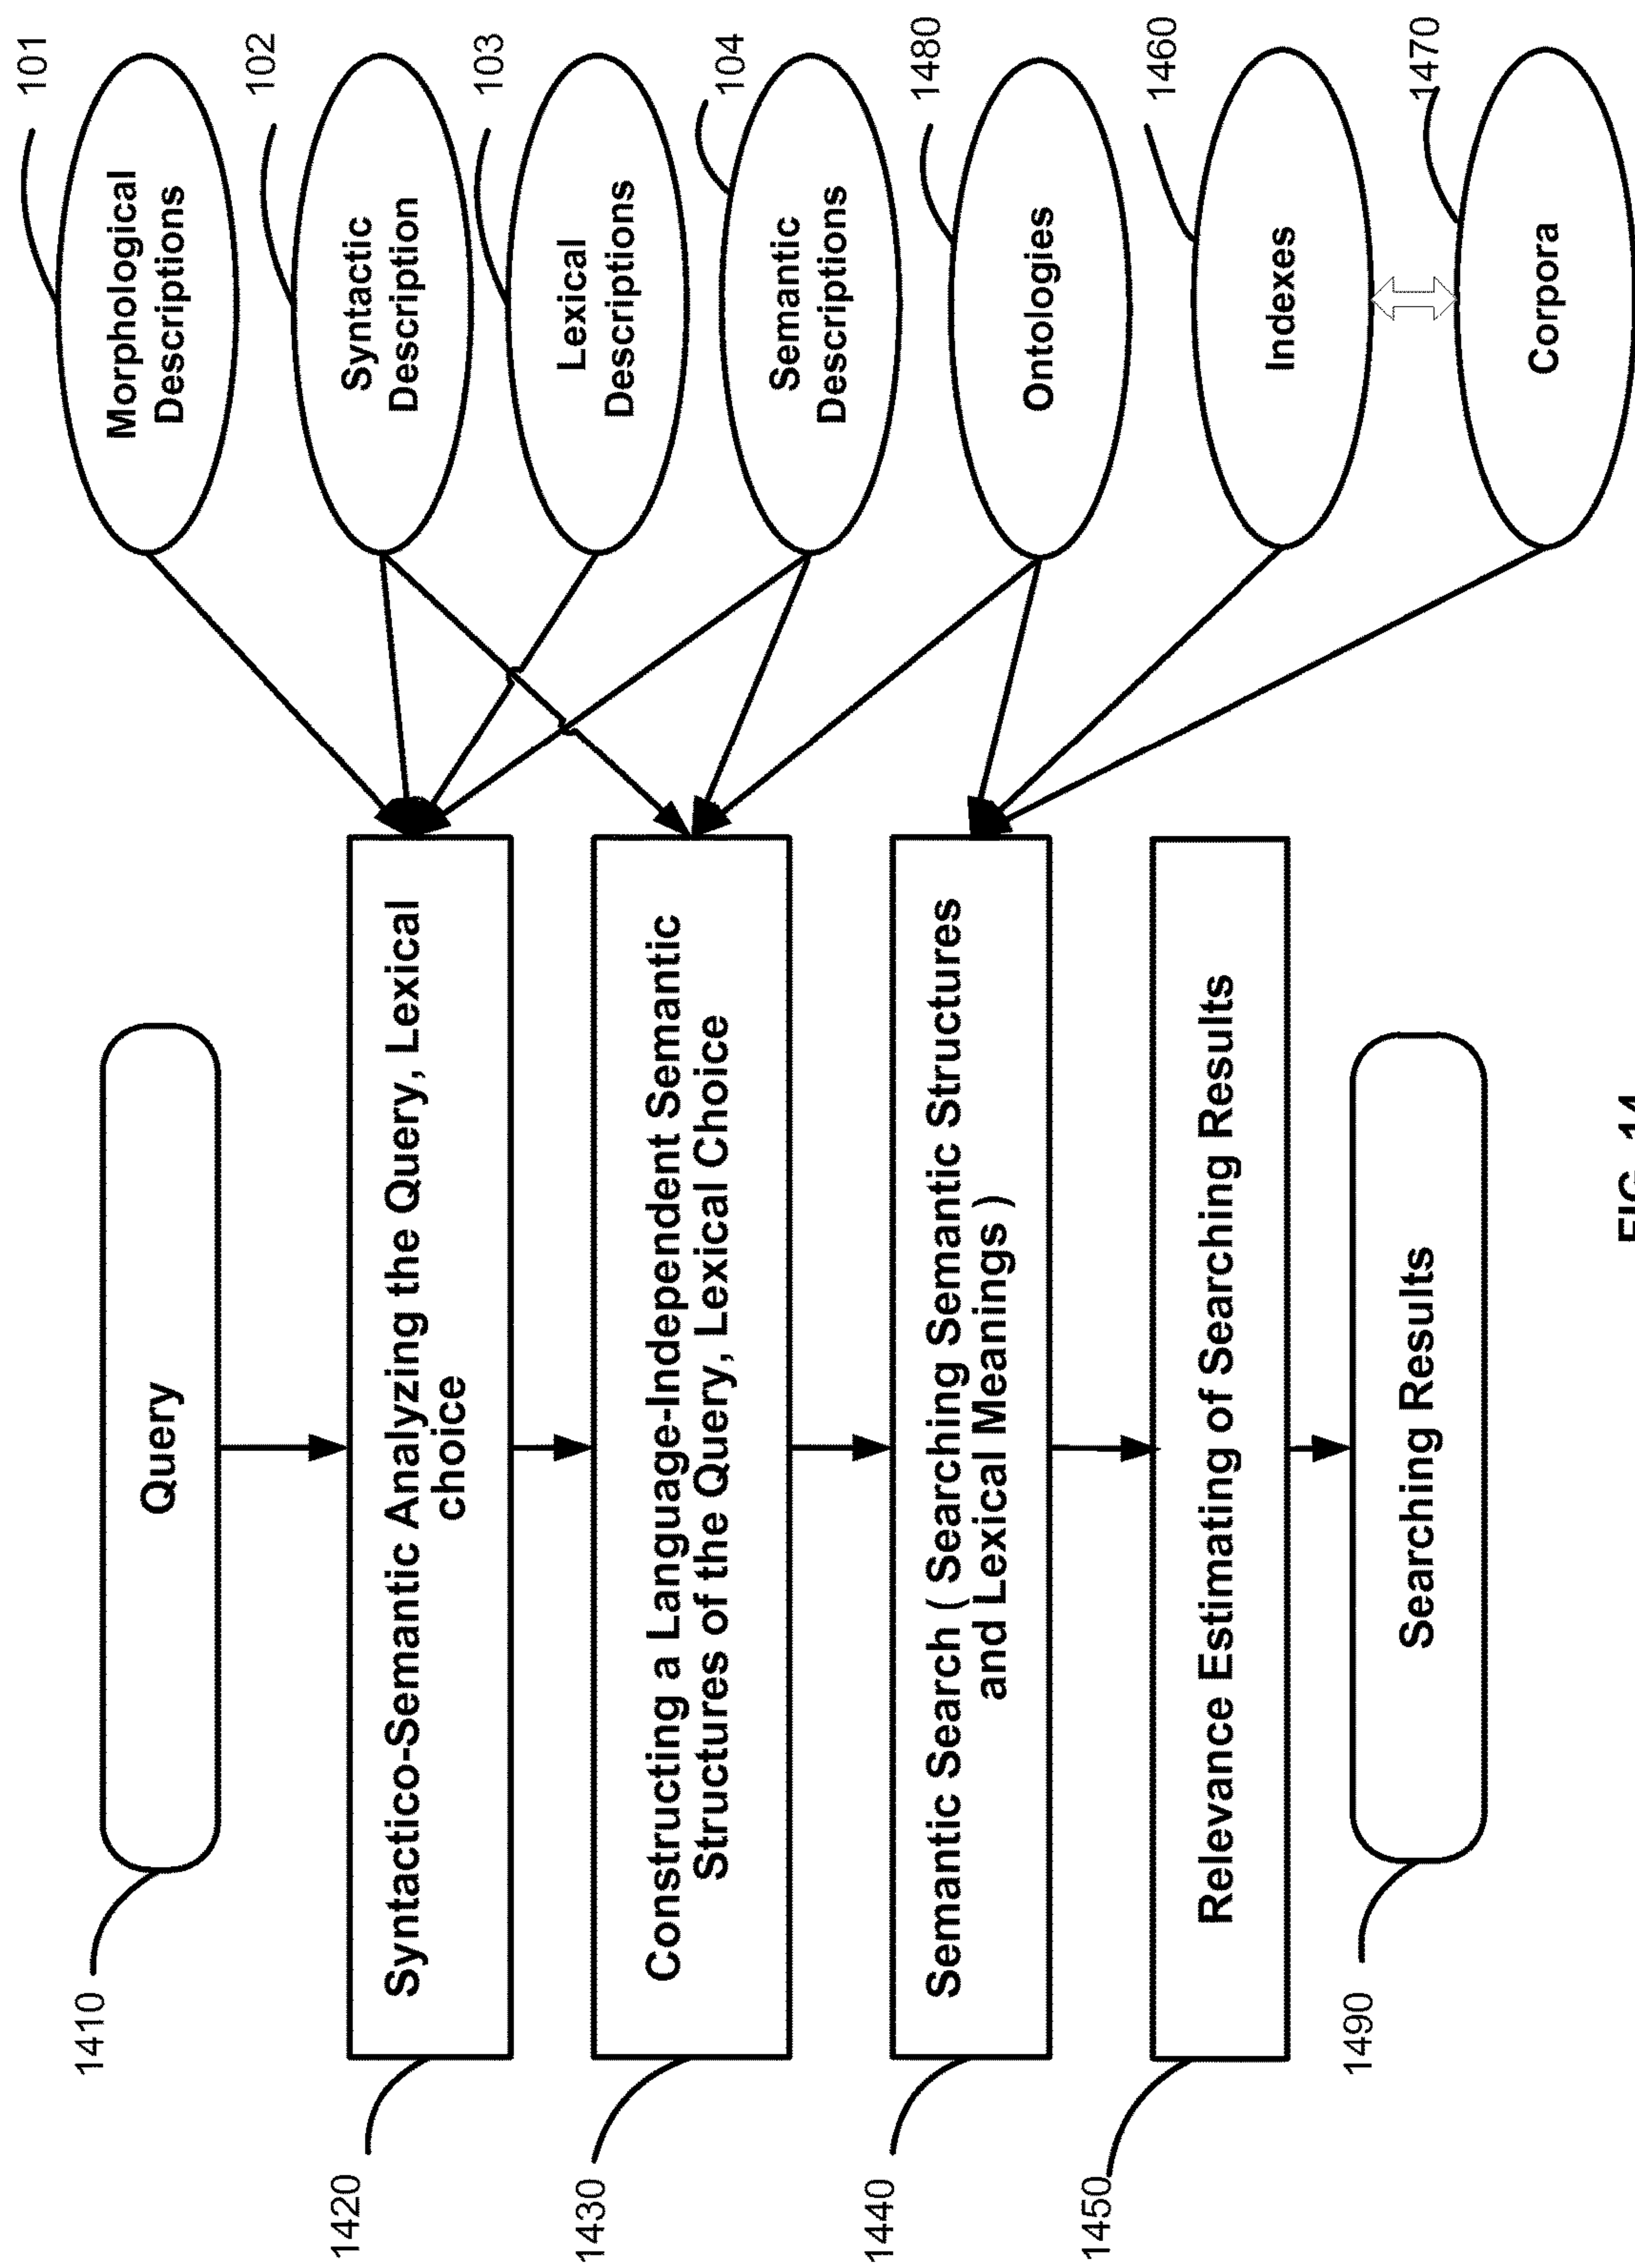 1410
Query
Morphological
Descriptions
101
1420
Syntactico-Semantic Analyzing the Query, Lexical
choice
Syntactic
Description
102
1430
Constructing a Language-Independent Semantic
Structures of the Query, Lexical Choice
Lexical
Descriptions
103
Semantic
Descriptions
104
1440
Semantic Search ( Searching Semantic Structures
and Lexical Meanings )
Ontologies
1480
1450
Relevance Estimating of Searching Results
Indexes
1460
1490
Searching Results
Corpora
1470
FIG. 14